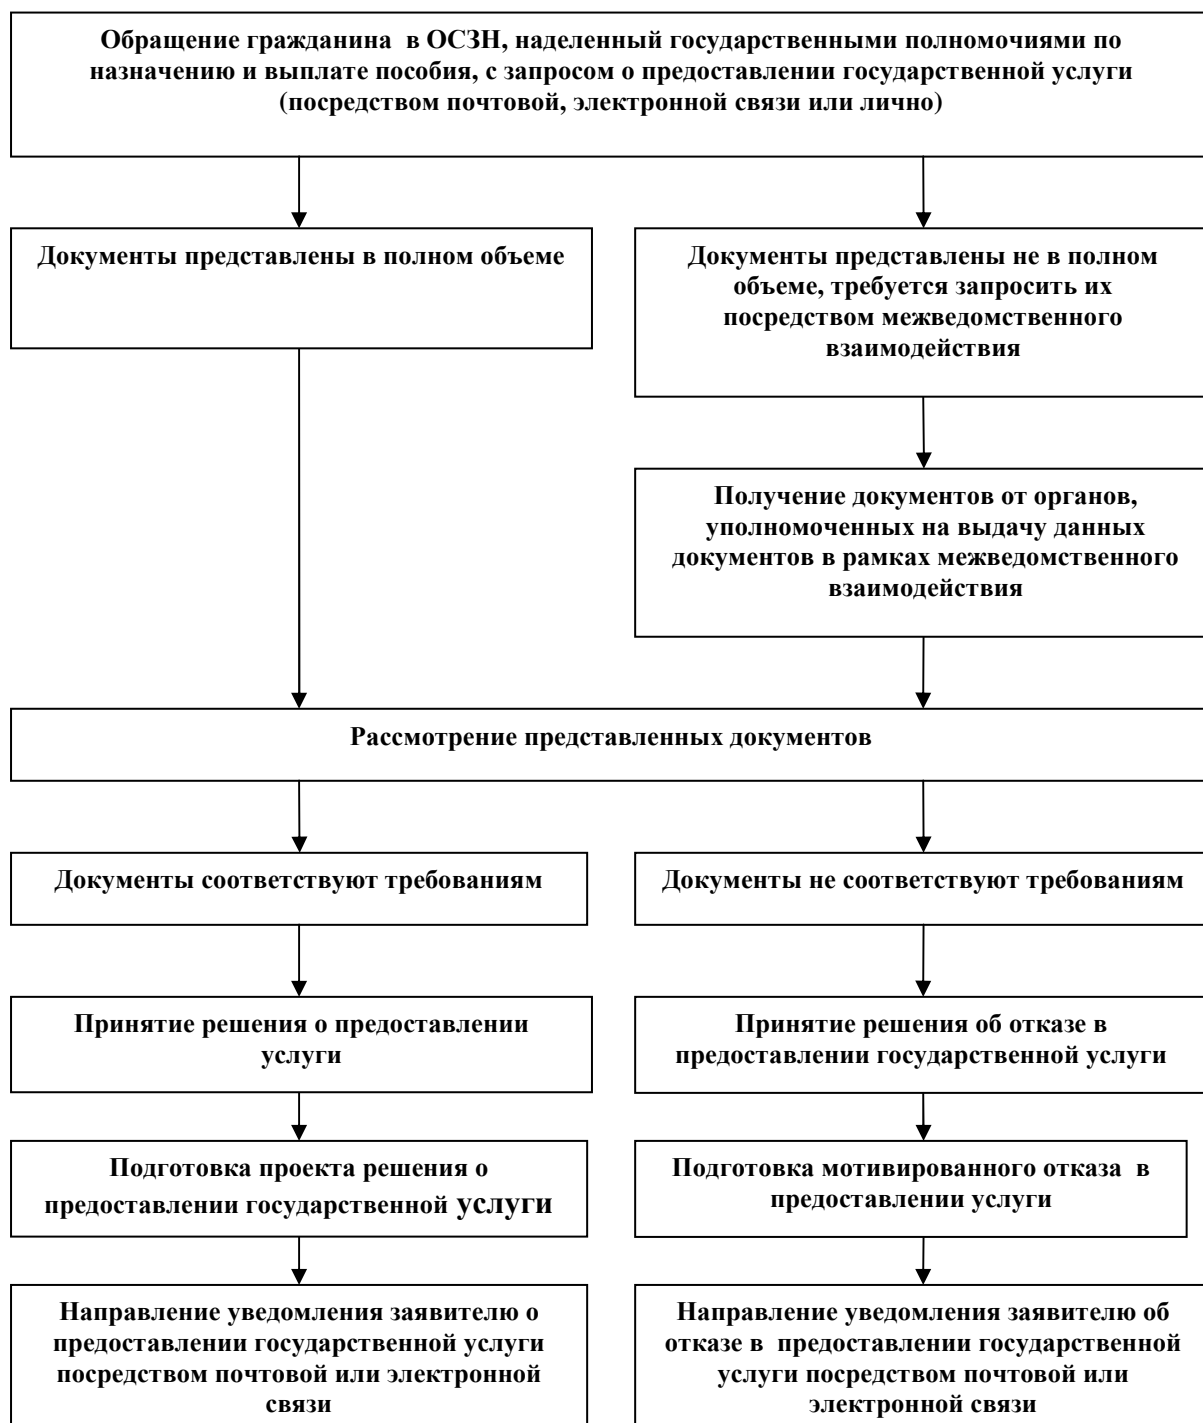 Обращение гражданина в ОСЗН, наделенный государственными полномочиями по
назначению и выплате пособия, с запросом о предоставлении государственной услуги
(посредством почтовой, электронной связи или лично)
Документы представлены в полном объеме
Документы представлены не в полном
объеме, требуется запросить их
посредством межведомственного
взаимодействия
Получение документов от органов,
уполномоченных на выдачу данных
документов в рамках межведомственного
взаимодействия
Рассмотрение представленных документов
Документы соответствуют требованиям
Документы не соответствуют требованиям
Принятие решения о предоставлении
услуги
Принятие решения об отказе в
предоставлении государственной услуги
Подготовка проекта решения о
предоставлении государственной услуги
Подготовка мотивированного отказа в
предоставлении услуги
Направление уведомления заявителю о
предоставлении государственной услуги
посредством почтовой или электронной
связи
Направление уведомления заявителю об
отказе в предоставлении государственной
услуги посредством почтовой или
электронной связи